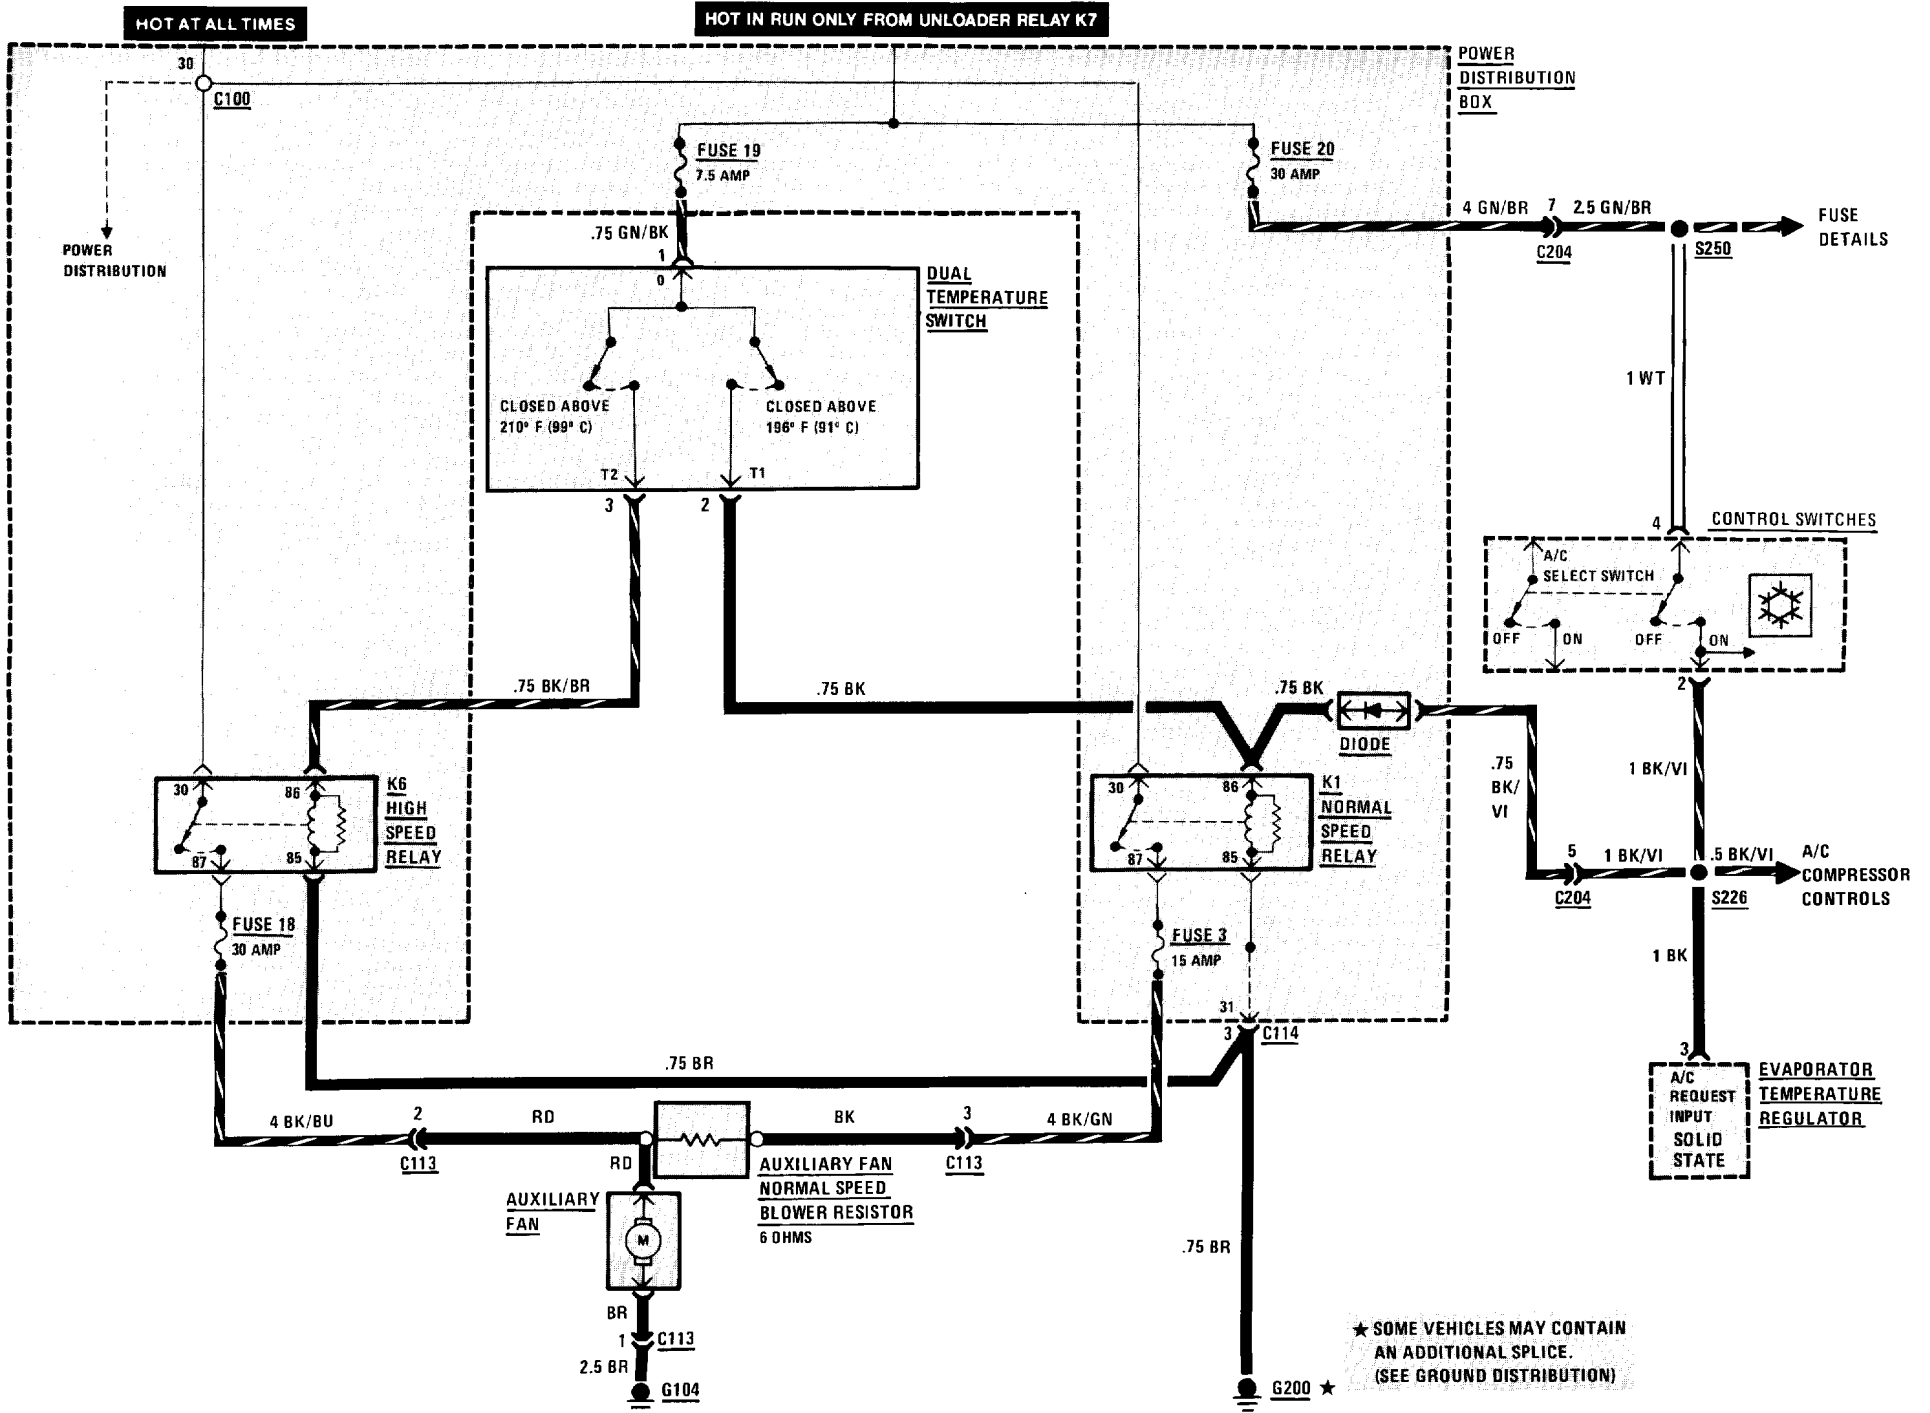 HOT AT ALL TIMES
HOT IN RUN ONLY FROM UNLOADER RELAY K7
30
C100
POWER
DISTRIBUTION
BOX
FUSE 19
7.5 AMP
FUSE 20
30 AMP
POWER
DISTRIBUTION
.75 GN/BK
1
0
4 GN/BR
7
2.5 GN/BR
C204
S250
FUSE
DETAILS
DUAL
TEMPERATURE
SWITCH
CLOSED ABOVE
210° F (99° C)
CLOSED ABOVE
196° F (91° C)
T2
T1
3
2
1 WT
4
CONTROL SWITCHES
A/C
SELECT SWITCH
OFF
ON
OFF
ON
2
.75 BK/BR
.75 BK
.75 BK
DIODE
.75
BK/
VI
1 BK/VI
30
86
87
85
K6
HIGH
SPEED
RELAY
30
86
87
85
K1
NORMAL
SPEED
RELAY
5
C204
1 BK/VI
.5 BK/VI
S226
A/C
COMPRESSOR
CONTROLS
FUSE 18
30 AMP
FUSE 3
15 AMP
1 BK
31
3
C114
.75 BR
3
A/C
REQUEST
INPUT
SOLID
STATE
EVAPORATOR
TEMPERATURE
REGULATOR
4 BK/BU
2
C113
RD
RD
BK
3
C113
4 BK/GN
AUXILIARY FAN
NORMAL SPEED
BLOWER RESISTOR
6 OHMS
AUXILIARY
FAN
M
BR
1
C113
2.5 BR
G104
.75 BR
G200 ★
★ SOME VEHICLES MAY CONTAIN
AN ADDITIONAL SPLICE.
(SEE GROUND DISTRIBUTION)